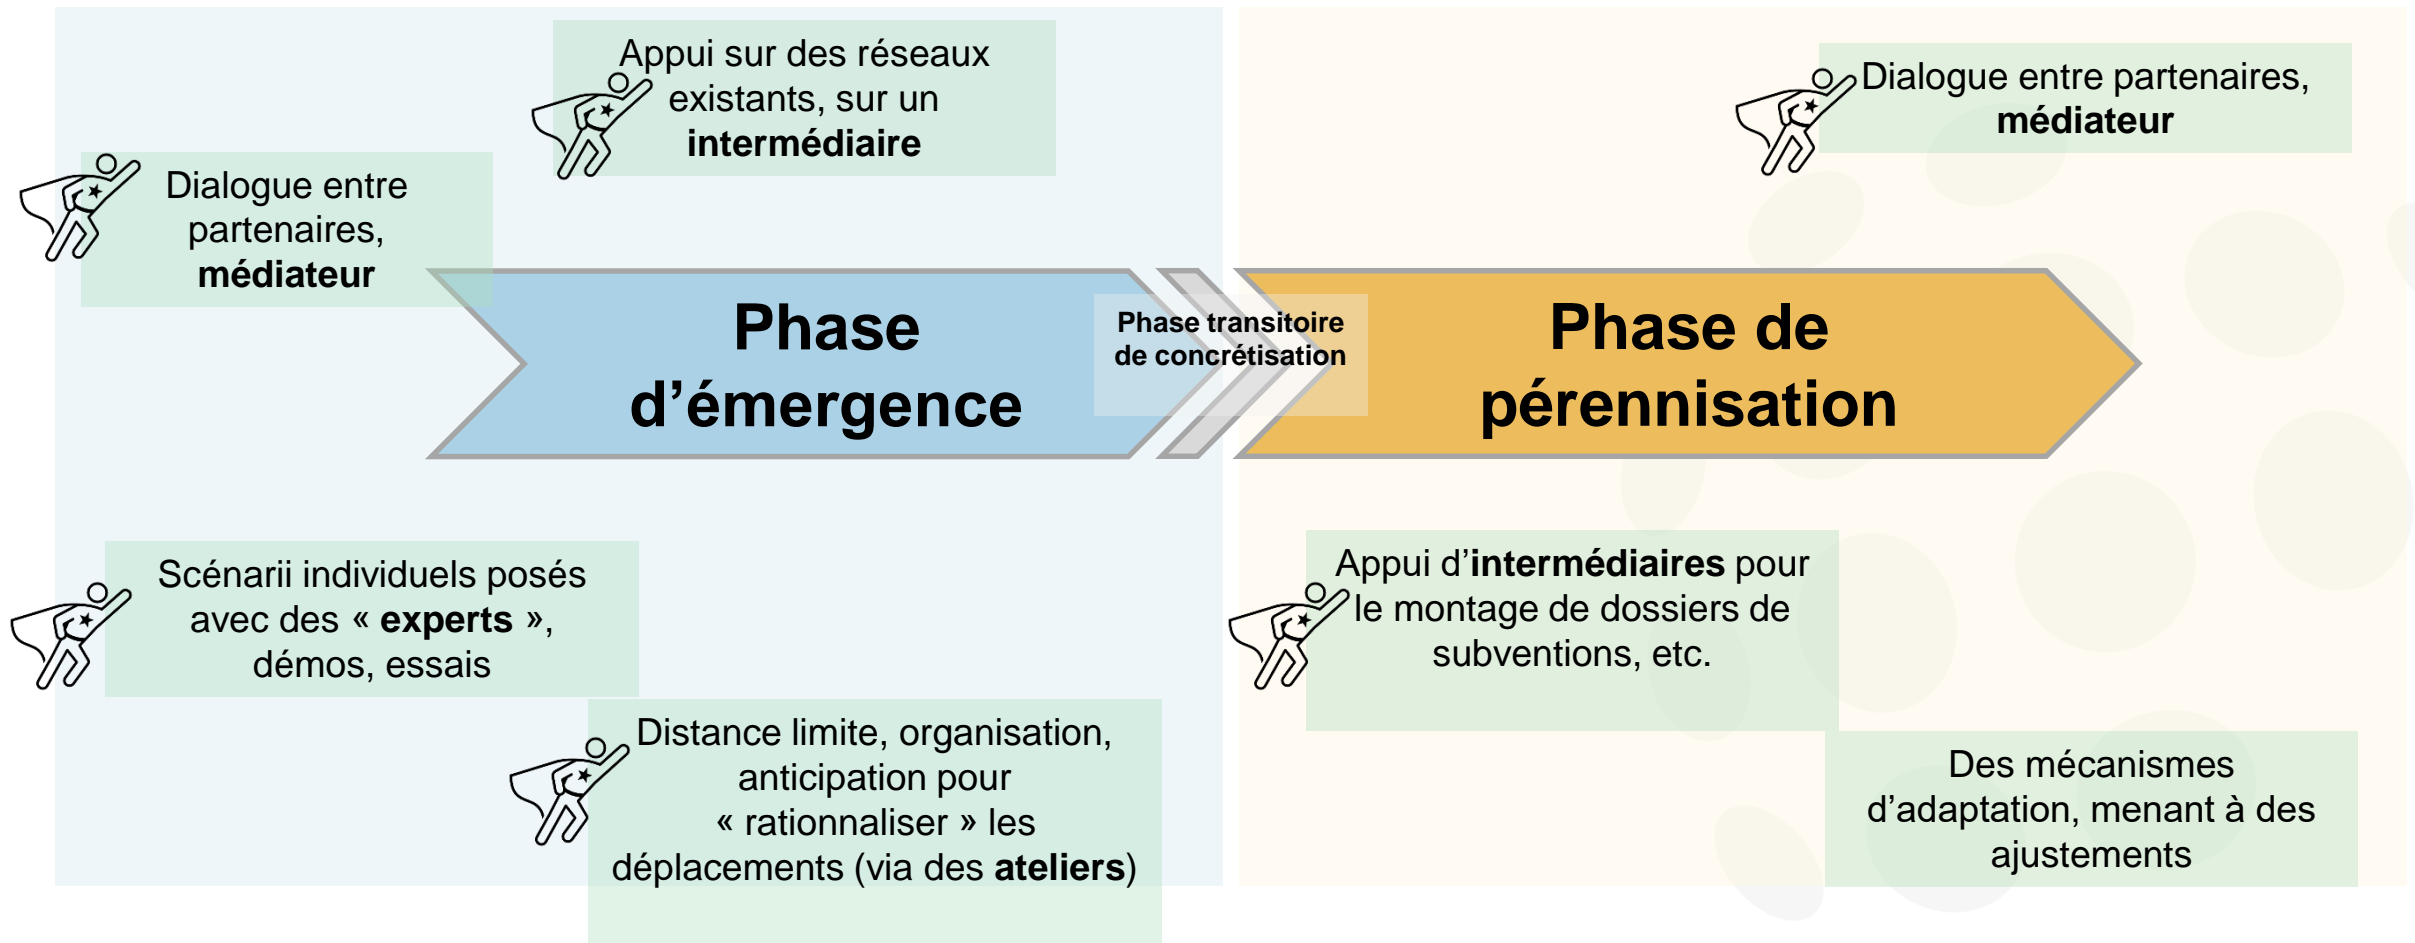 Appui sur des réseaux
existants, sur un
intermédiaire
Dialogue entre
partenaires,
médiateur
Phase
d’émergence
Scénarii individuels posés
avec des « experts »,
démos, essais
Distance limite, organisation,
anticipation pour
« rationnaliser » les
déplacements (via des ateliers)
Phase transitoire
de concrétisation
Dialogue entre partenaires,
médiateur
Phase de
pérennisation
Appui d’intermédiaires pour
le montage de dossiers de
subventions, etc.
Des mécanismes
d’adaptation, menant à des
ajustements